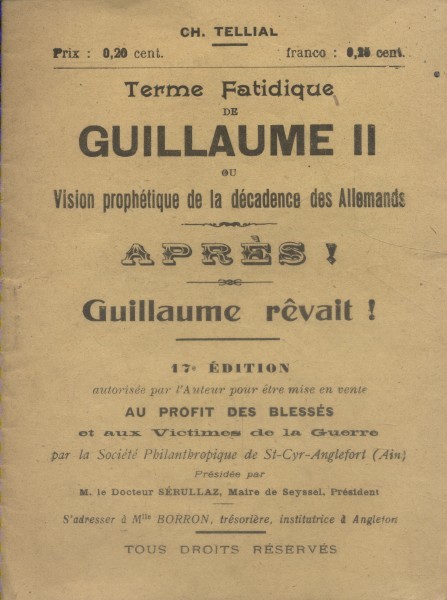 CH. TELLIAL
Prix : 0,20 cent. franco : 0,25 cent.
Terme Fatidique
DE
GUILLAUME II
OU
Vision prophétique de la décadence des Allemands
APRÈS !
Guillaume rêvait !
17e ÉDITION
autorisée par l'Auteur pour être mise en vente
AU PROFIT DES BLESSÉS
et aux Victimes de la Guerre
par la Société Philanthropique de St-Cyr-Anglefort (Ain)
Présidée par
M. le Docteur SÉRULLAZ, Maire de Seyssel, Président
S'adresser à Mlle BORRON, trésorière, institutrice à Angleton
TOUS DROITS RÉSERVÉS